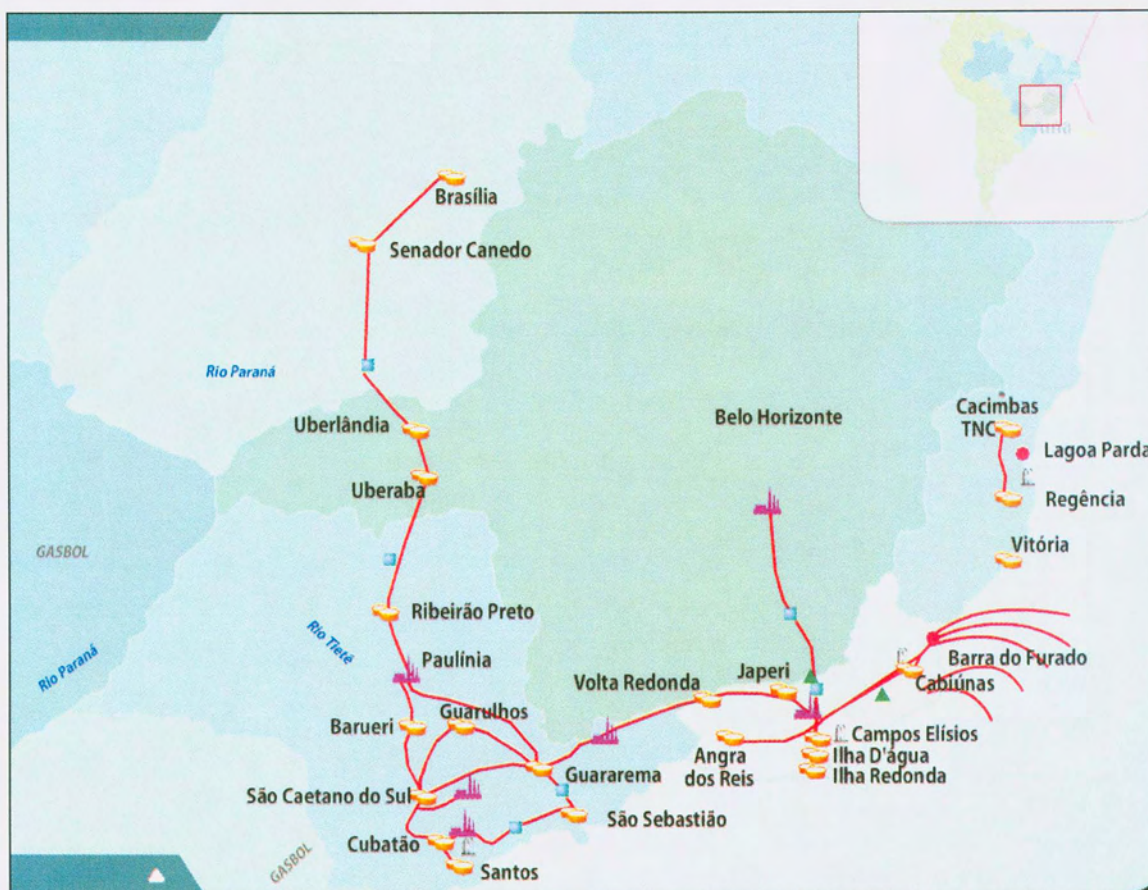 Brasília
Senador Canedo
Rio Paraná
Uberlândia
Belo Horizonte
Cacimbas
TNC
Lagoa Parda
Uberaba
Regência
GASBOL
Vitória
Ribeirão Preto
Rio Tietê
Rio Paraná
Paulínia
Barra do Furado
Japeri
Cabiúnas
Volta Redonda
Barueri
Guarulhos
Campos Elísios
Angra
dos Reis
Ilha D'água
Ilha Redonda
Guararema
São Caetano do Sul
São Sebastião
Cubatão
GASBOL
Santos